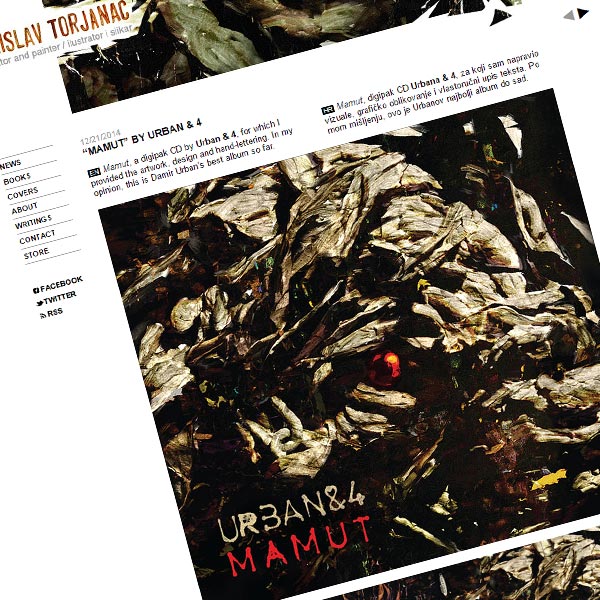 ISLAV TORJANAC
tor and painter / ilustrator i slikar
NEWS
BOOKS
COVERS
ABOUT
WRITINGS
CONTACT
STORE
FACEBOOK
TWITTER
RSS
12/21/2014
"MAMUT" BY URBAN & 4
EN Mamut, a digipak CD by Urban & 4, for which I
provided the artwork, design and hand-lettering. In my
opinion, this is Damir Urban's best album so far.
HR Mamut, digipak CD Urbana & 4, za koji sam napravio
vizuale, grafičko oblikovanje i vlastoručni upis teksta. Po
mom mišljenju, ovo je Urbanov najbolji album do sad.
URBAN&4
MAMUT